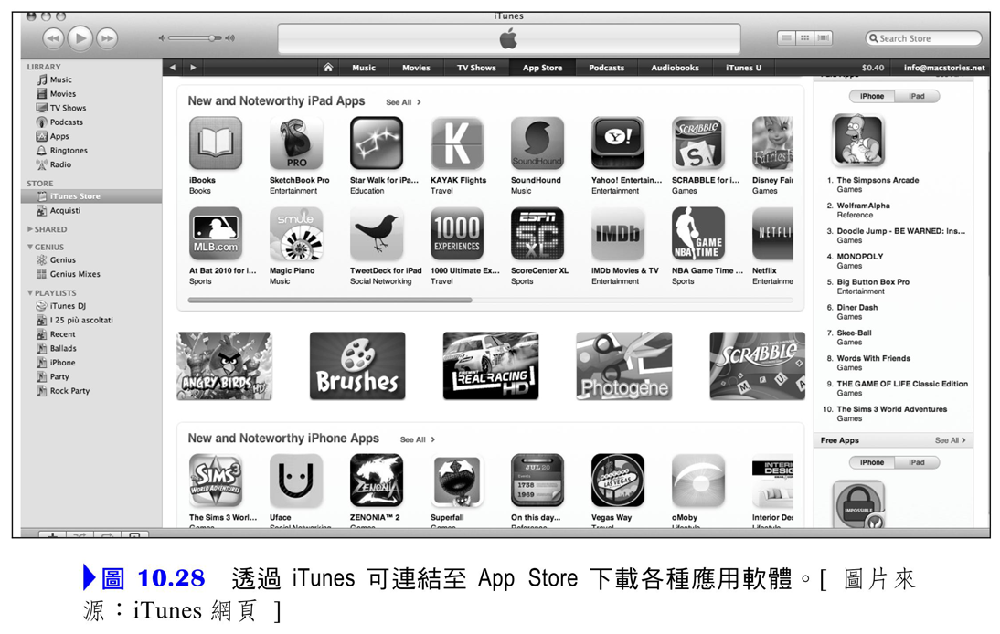 iTunes
Search Store
Music
Movies
TV Shows
App Store
Podcasts
Audiobooks
iTunes U
$0.40
info@macstories.net
LIBRARY
Music
Movies
TV Shows
Podcasts
Apps
Ringtones
Radio
STORE
iTunes Store
Acquisti
SHARED
GENIUS
Genius
Genius Mixes
PLAYLISTS
iTunes DJ
I 25 più ascoltati
Recent
Ballads
iPhone
Party
Rock Party
New and Noteworthy iPad Apps See All >
PRO
K
SoundHound
Y!
SCRABBLE
S
Fairies
iBooks
Books
SketchBook Pro
Entertainment
Star Walk for iPa...
Education
KAYAK Flights
Travel
SoundHound
Music
Yahoo! Entertain...
Entertainment
SCRABBLE for i...
Games
Disney Fair
Games
MLB.com
smule
1000
EXPERIENCES
ESPN
SC
XL
IMDb
NBA
GAME
TIME
NETFLI
At Bat 2010 for i...
Sports
Magic Piano
Music
TweetDeck for iPad
Social Networking
1000 Ultimate Ex...
Travel
ScoreCenter XL
Sports
IMDb Movies & TV
Entertainment
NBA Game Time ...
Sports
Netflix
Entertainme
ANGRY BIRDS HD
Brushes
REAL RACING
HD
Photogene
SCRABBLE
New and Noteworthy iPhone Apps See All >
SIMS 3
WORLD ADVENTURES
ZENONIA
2
JUL 20
1738
1969
LAS VEGAS
INTERIO
DESIG
The Sims 3 Worl...
Games
Uface
Social Networking
ZENONIA™ 2
Games
Superfall
Games
On this day...
Reference
Vegas Way
Travel
oMoby
Lifestyle
Interior Des
Lifestyle
iPhone iPad
1. The Simpsons Arcade
Games
2. WolframAlpha
Reference
3. Doodle Jump - BE WARNED: Ins...
Games
4. MONOPOLY
Games
5. Big Button Box Pro
Entertainment
6. Diner Dash
Games
7. Skee-Ball
Games
8. Words With Friends
Games
9. THE GAME OF LIFE Classic Edition
Games
10. The Sims 3 World Adventures
Games
Free Apps See All >
iPhone iPad
IMPOSSIBLE
圖 10.28 透過 iTunes 可連結至 App Store 下載各種應用軟體。[ 圖片來
源：iTunes 網頁 ]